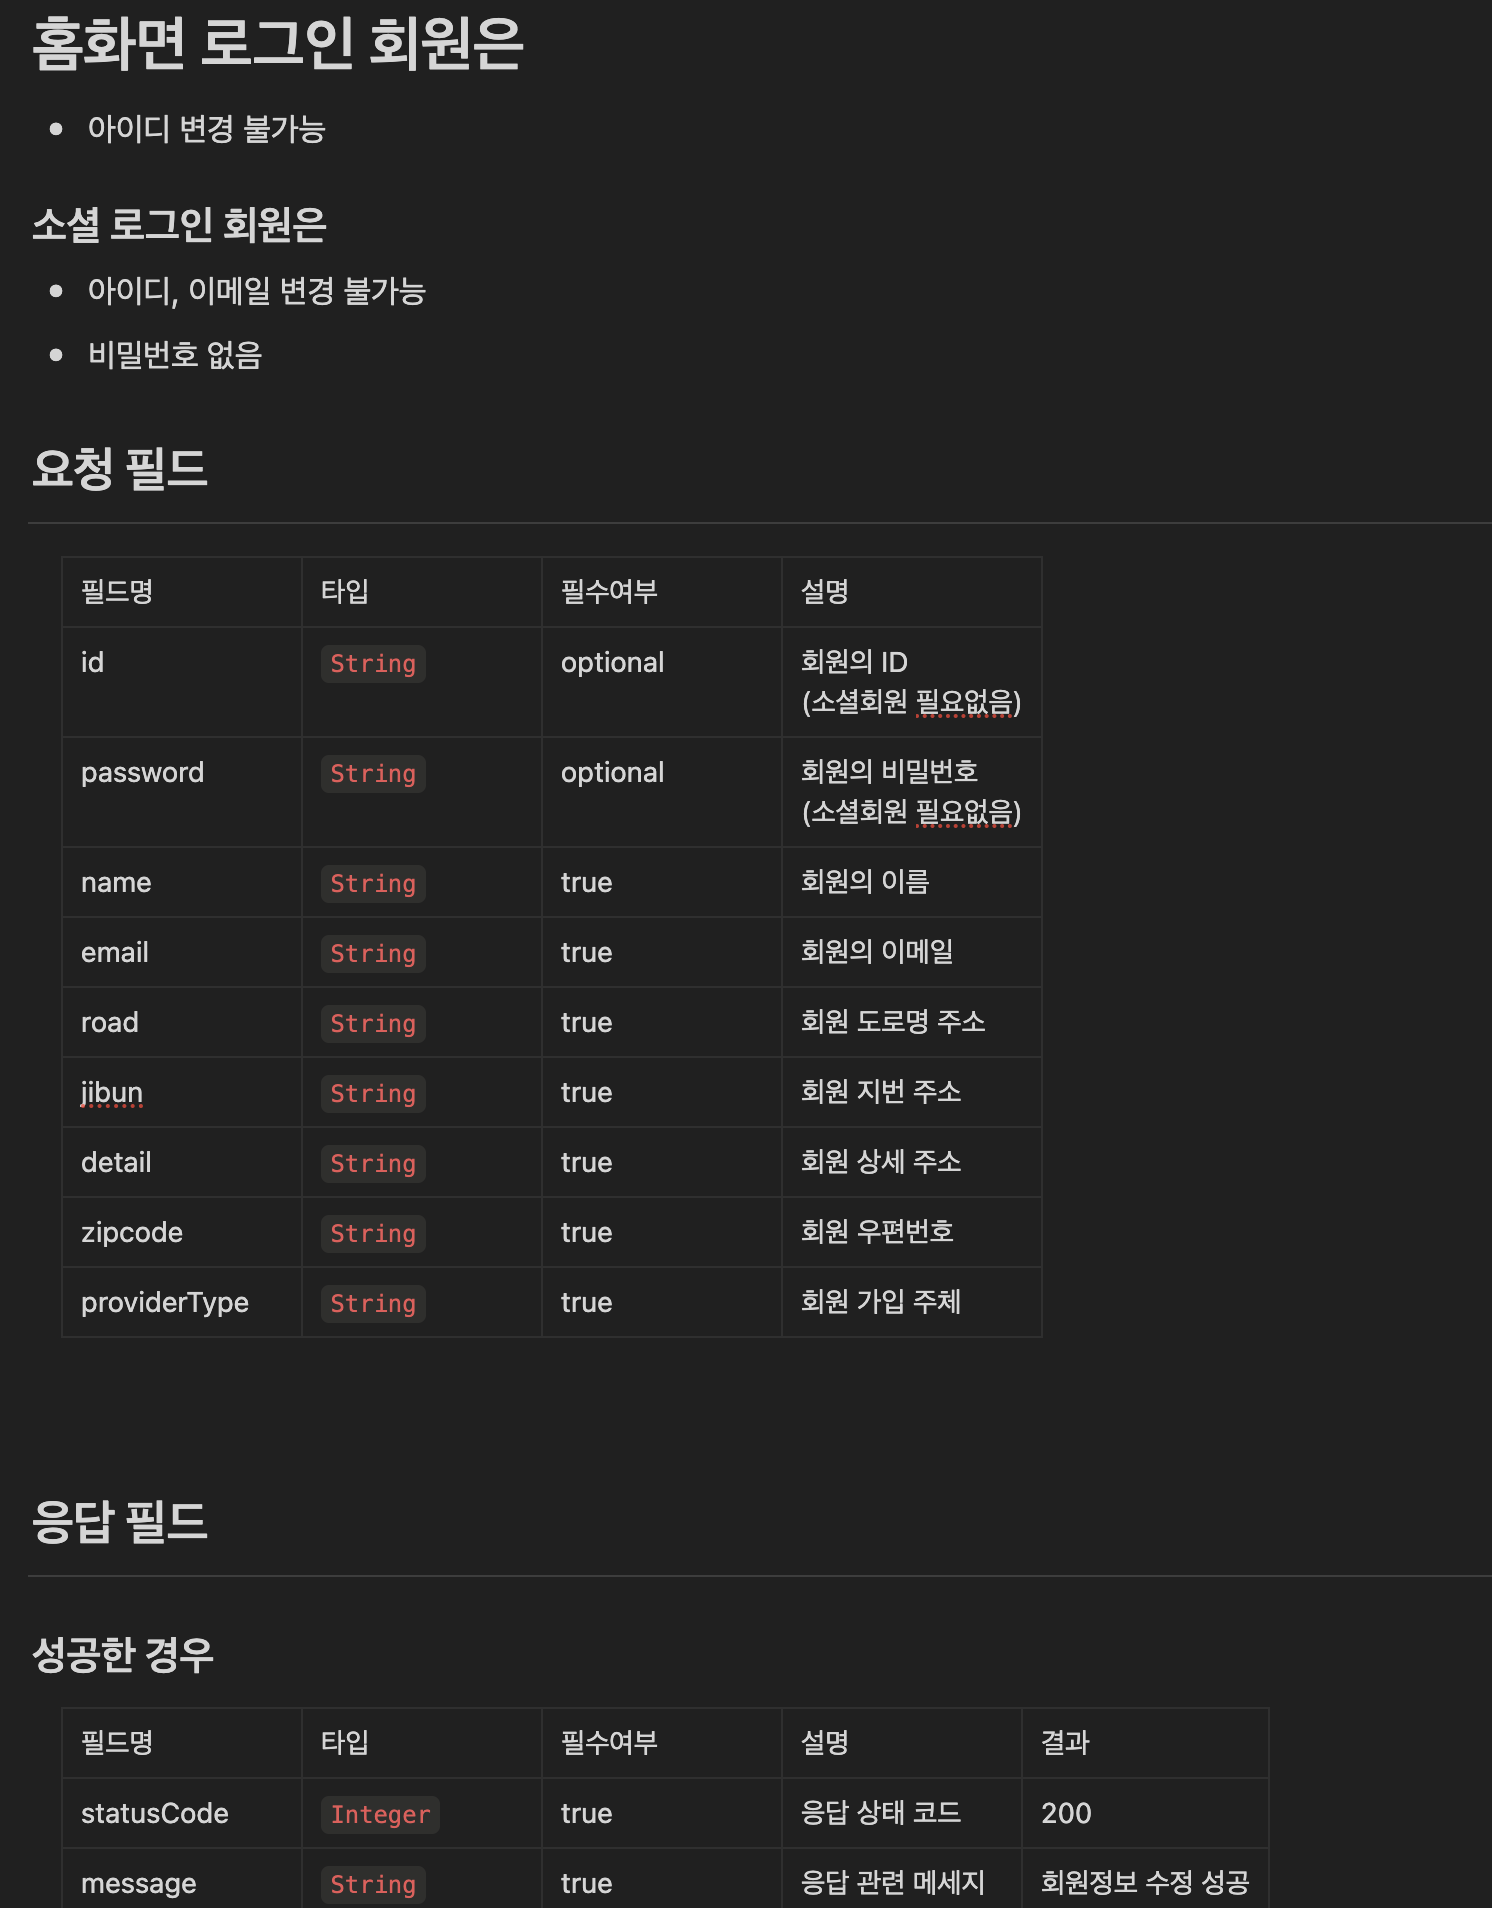 홈화면 로그인 회원은
• 아이디 변경 불가능
소셜 로그인 회원은
• 아이디, 이메일 변경 불가능
• 비밀번호 없음
요청 필드
필드명 타입 필수여부 설명
id String optional 회원의 ID
(소셜회원 필요없음)
password String optional 회원의 비밀번호
(소셜회원 필요없음)
name String true 회원의 이름
email String true 회원의 이메일
road String true 회원 도로명 주소
jibun String true 회원 지번 주소
detail String true 회원 상세 주소
zipcode String true 회원 우편번호
providerType String true 회원 가입 주체
응답 필드
성공한 경우
필드명 타입 필수여부 설명 결과
statusCode Integer true 응답 상태 코드 200
message String true 응답 관련 메세지 회원정보 수정 성공